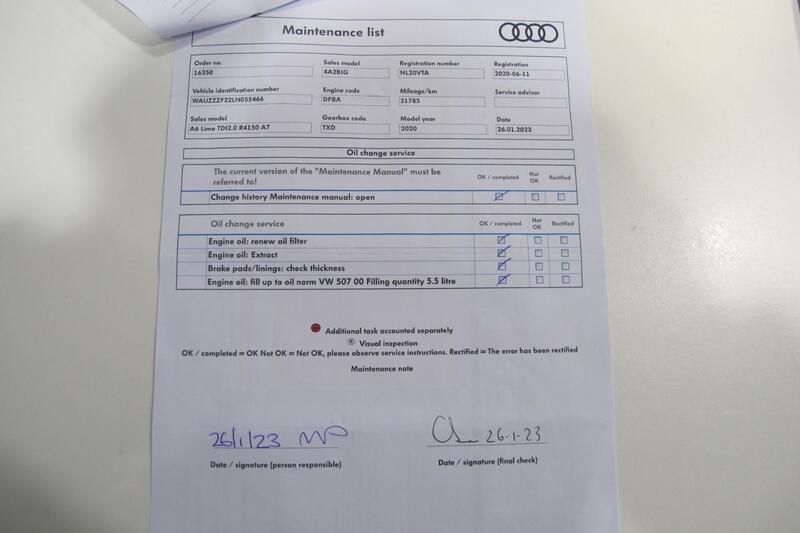 Maintenance list
Order no. Sales model Registration number Registration
16350 4A2BIG NL20VTA 2020-06-11
Vehicle identification number Engine code Mileage/km Service advisor
WAUZZZF22LN055466 DFBA 21785
Sales model Gearbox code Model year Date
A6 Limo TDI2.0 R4150 A7 TXD 2020 26.01.2023
Oil change service
The current version of the "Maintenance Manual" must be
referred to! OK / completed Not OK Rectified
Change history Maintenance manual: open
Oil change service OK / completed Not OK Rectified
Engine oil: renew oil filter
Engine oil: Extract
Brake pads/linings: check thickness
Engine oil: fill up to oil norm VW 507 00 Filling quantity 5.5 litre
Additional task accounted separately
Visual inspection
OK / completed = OK Not OK = Not OK, please observe service instructions. Rectified = The error has been rectified
Maintenance note
26/1/23 26-1-23
Date / signature (person responsible) Date / signature (final check)